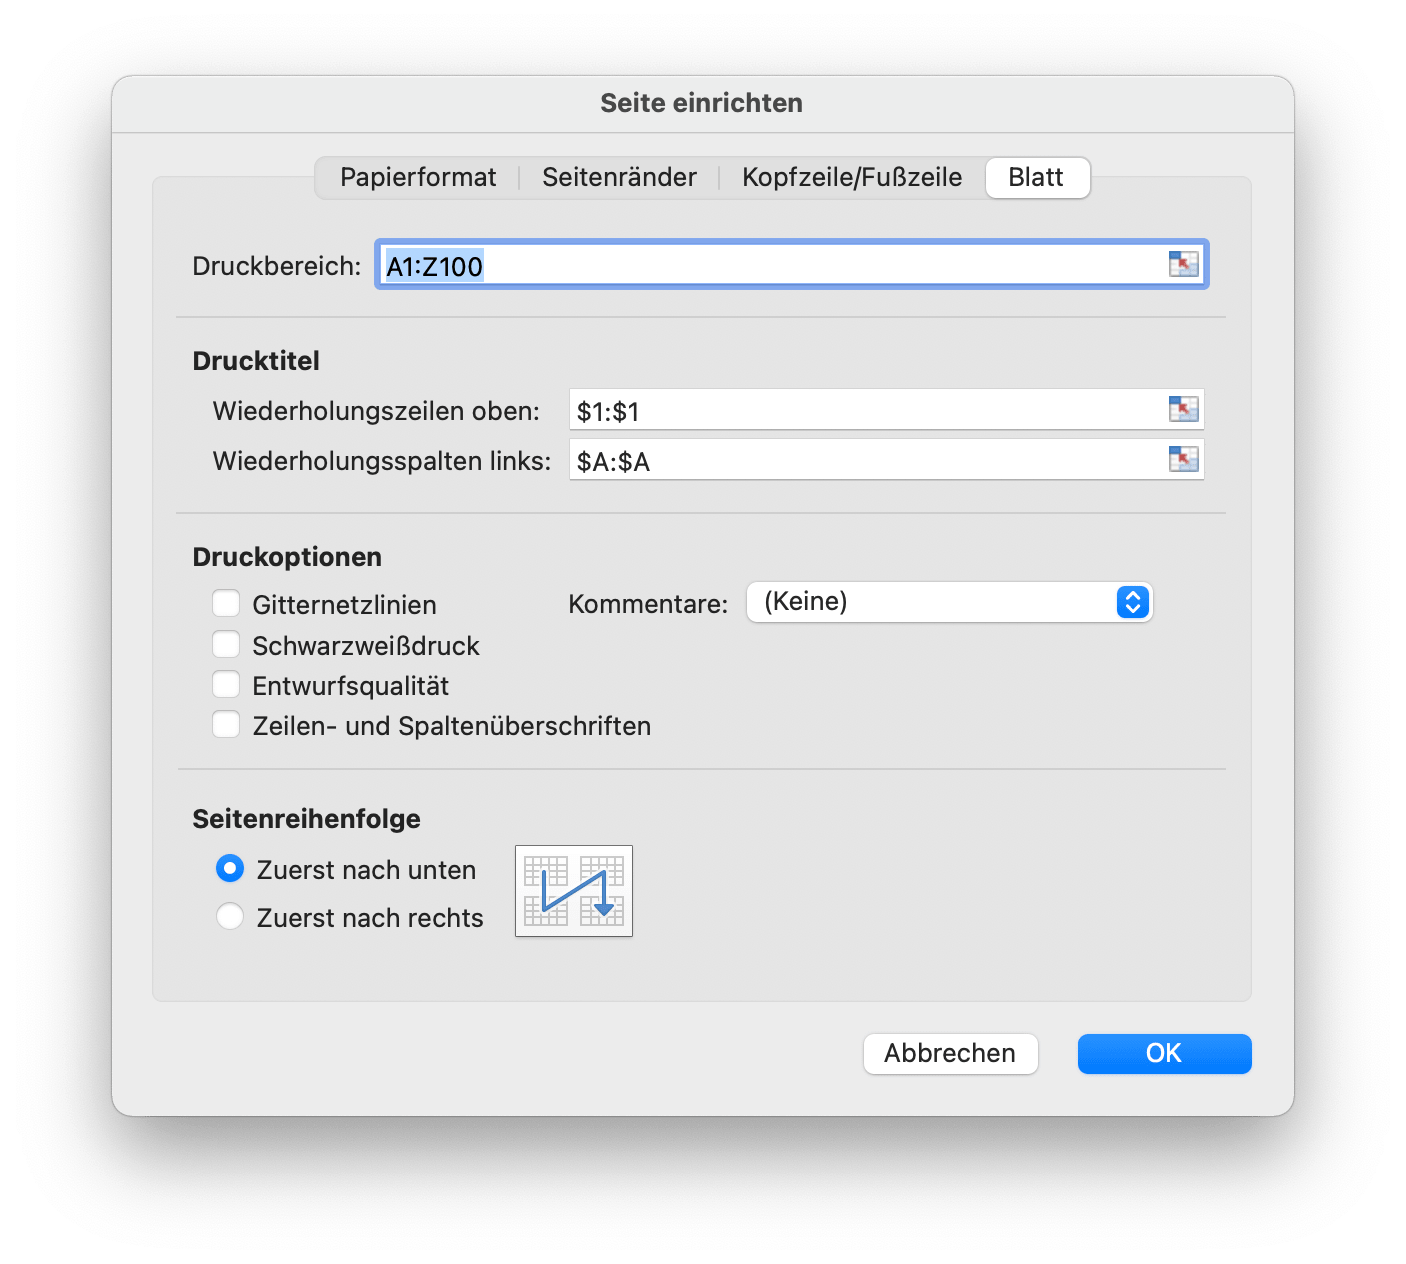 Seite einrichten
Papierformat Seitenränder Kopfzeile/Fußzeile Blatt
Druckbereich: A1:Z100
Drucktitel
Wiederholungszeilen oben: $1:$1
Wiederholungsspalten links: $A:$A
Druckoptionen
Gitternetzlinien Kommentare: (Keine)
Schwarzweißdruck
Entwurfsqualität
Zeilen- und Spaltenüberschriften
Seitenreihenfolge
Zuerst nach unten
Zuerst nach rechts
Abbrechen OK